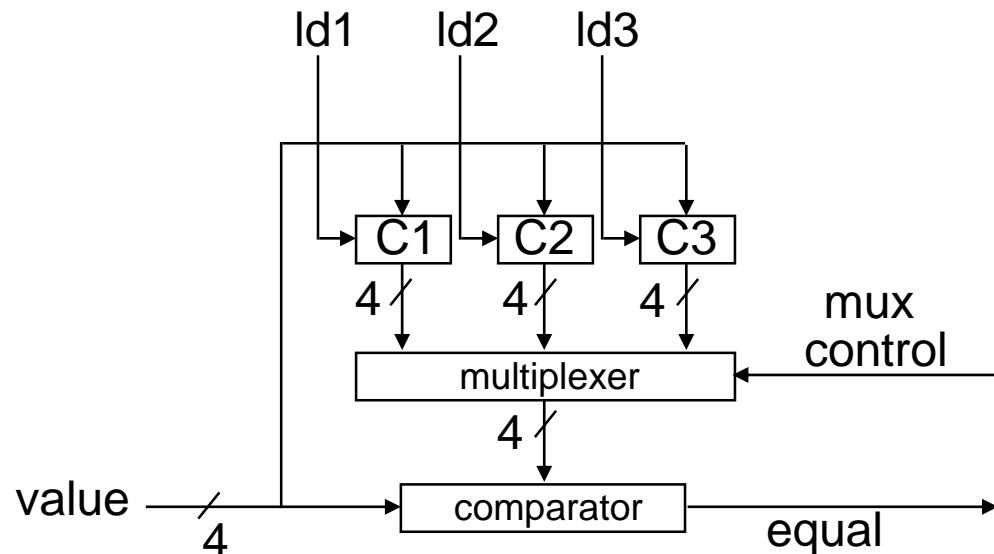 ld1 ld2 ld3
C1 C2 C3
4 4 4
mux
control
multiplexer
4
value
4
comparator
equal